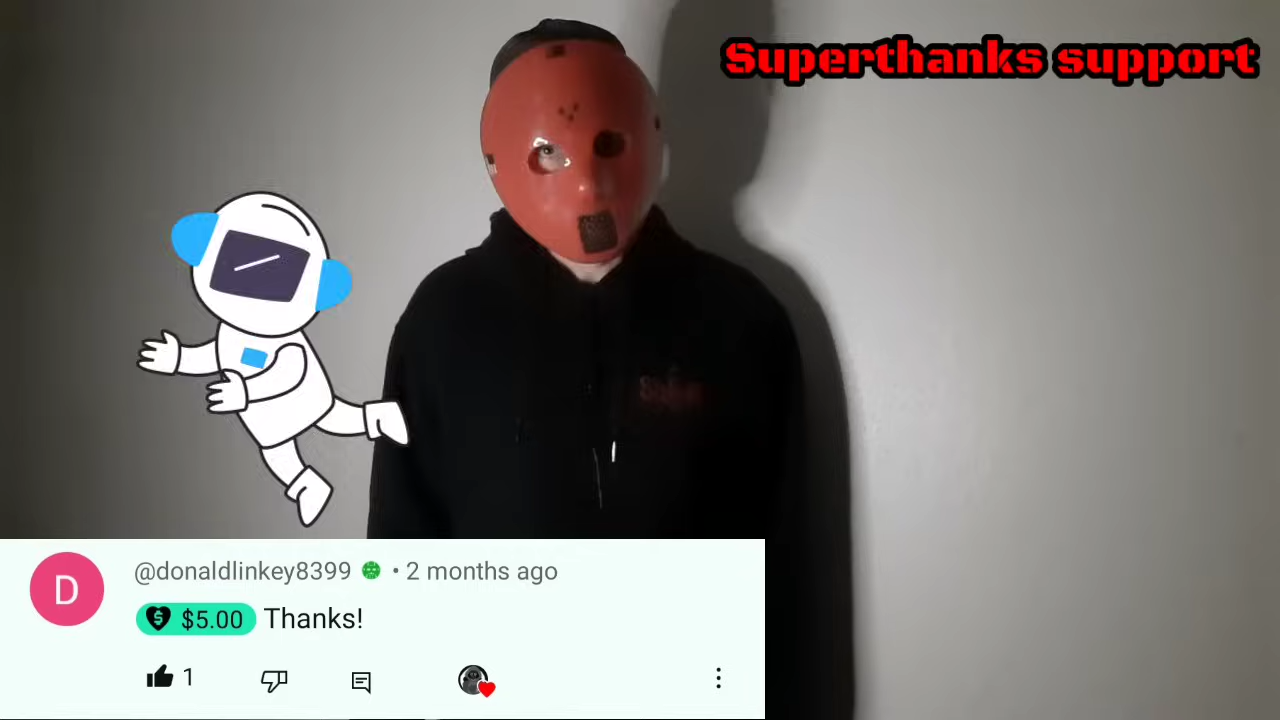 Superthanks support
D
@donaldlinkey8399 • 2 months ago
$5.00 Thanks!
1